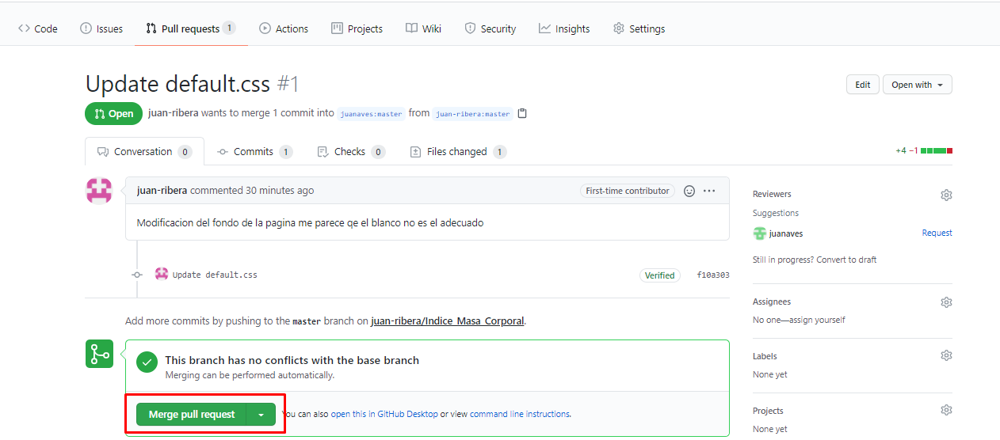 Code Issues Pull requests 1 Actions Projects Wiki Security Insights Settings
Update default.css #1
Edit Open with
Open juan-ribera wants to merge 1 commit into juanaves:master from juan-ribera:master
Conversation 0 Commits 1 Checks 0 Files changed 1 +4 −1
juan-ribera commented 30 minutes ago First-time contributor
Modificacion del fondo de la pagina me parece qe el blanco no es el adecuado
Update default.css Verified f10a303
Add more commits by pushing to the master branch on juan-ribera/Indice_Masa_Corporal.
This branch has no conflicts with the base branch
Merging can be performed automatically.
Merge pull request You can also open this in GitHub Desktop or view command line instructions.
Reviewers
Suggestions
juanaves Request
Still in progress? Convert to draft
Assignees
No one—assign yourself
Labels
None yet
Projects
None yet